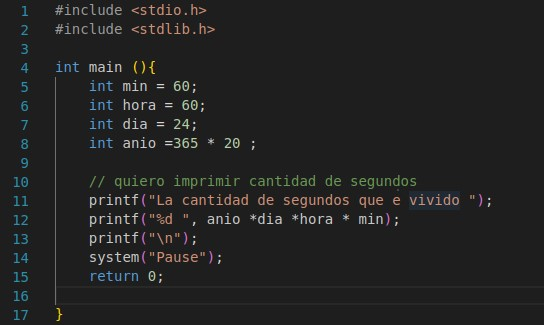 1 #include <stdio.h>
2 #include <stdlib.h>
3
4 int main (){
5 int min = 60;
6 int hora = 60;
7 int dia = 24;
8 int anio =365 * 20 ;
9
10 // quiero imprimir cantidad de segundos
11 printf("La cantidad de segundos que e vivido ");
12 printf("%d ", anio *dia *hora * min);
13 printf("\n");
14 system("Pause");
15 return 0;
16
17 }